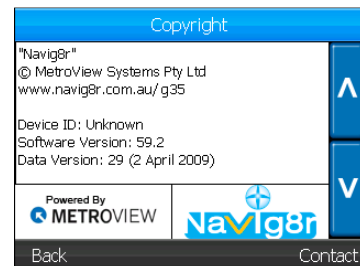 Copyright
"Navig8r"
© MetroView Systems Pty Ltd
www.navig8r.com.au/g35
Device ID: Unknown
Software Version: 59.2
Data Version: 29 (2 April 2009)
Powered By
METROVIEW
NaVIg8r
Back
Contact